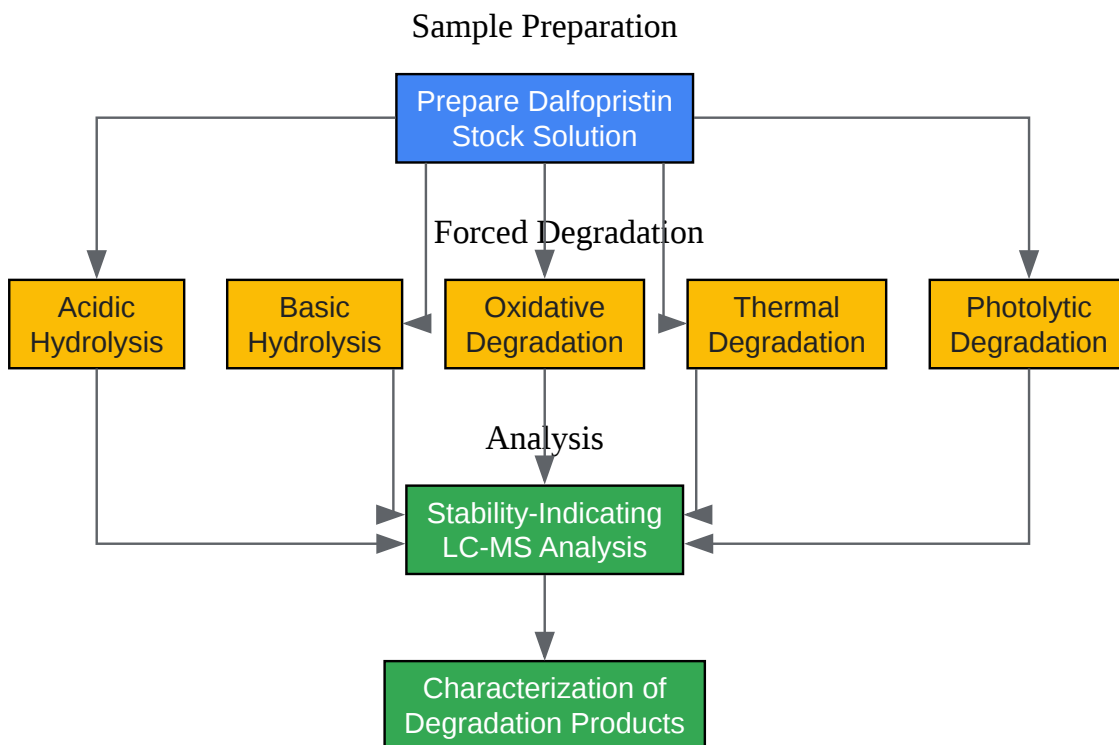 Sample Preparation
Prepare Dalfopristin
Stock Solution
Forced Degradation
Acidic
Hydrolysis
Basic
Hydrolysis
Oxidative
Degradation
Thermal
Degradation
Photolytic
Degradation
Analysis
Stability-Indicating
LC-MS Analysis
Characterization of
Degradation Products